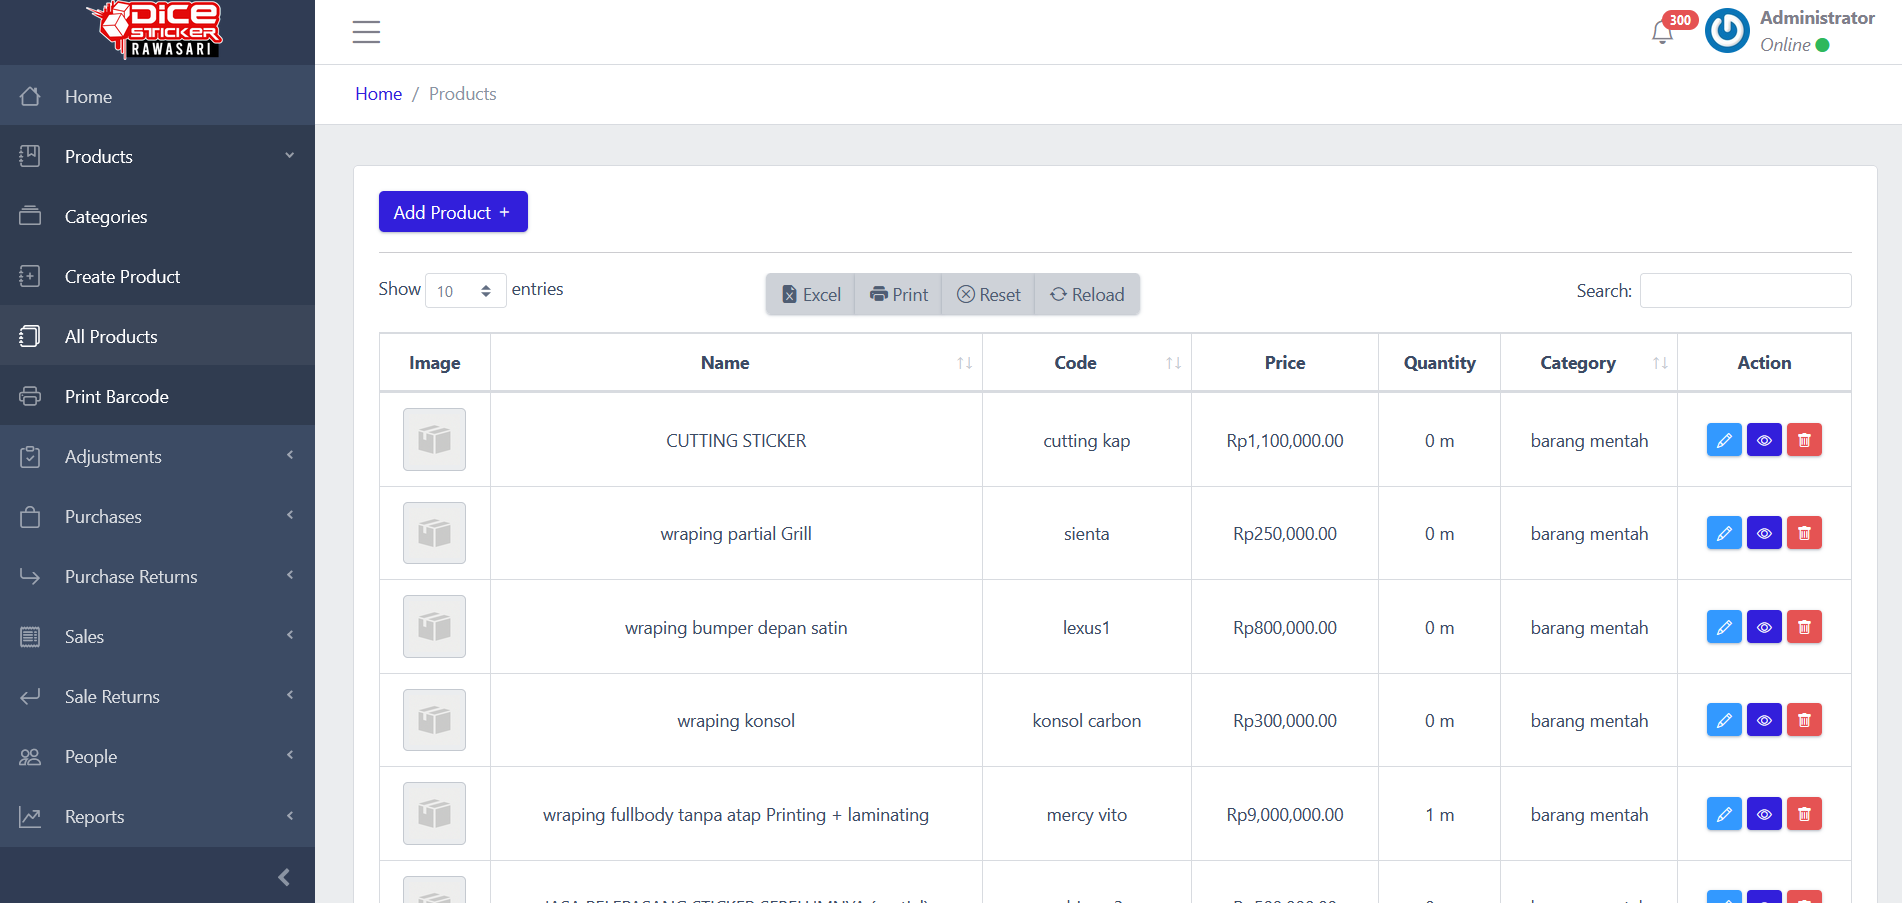 DICE
STICKER
RAWASARI
300
Administrator
Online
Home
Products
Categories
Create Product
All Products
Print Barcode
Adjustments
Purchases
Purchase Returns
Sales
Sale Returns
People
Reports
Home / Products
Add Product +
Show 10 entries
Excel Print Reset Reload
Search:
Image Name Code Price Quantity Category Action
CUTTING STICKER cutting kap Rp1,100,000.00 0 m barang mentah
wraping partial Grill sienta Rp250,000.00 0 m barang mentah
wraping bumper depan satin lexus1 Rp800,000.00 0 m barang mentah
wraping konsol konsol carbon Rp300,000.00 0 m barang mentah
wraping fullbody tanpa atap Printing + laminating mercy vito Rp9,000,000.00 1 m barang mentah